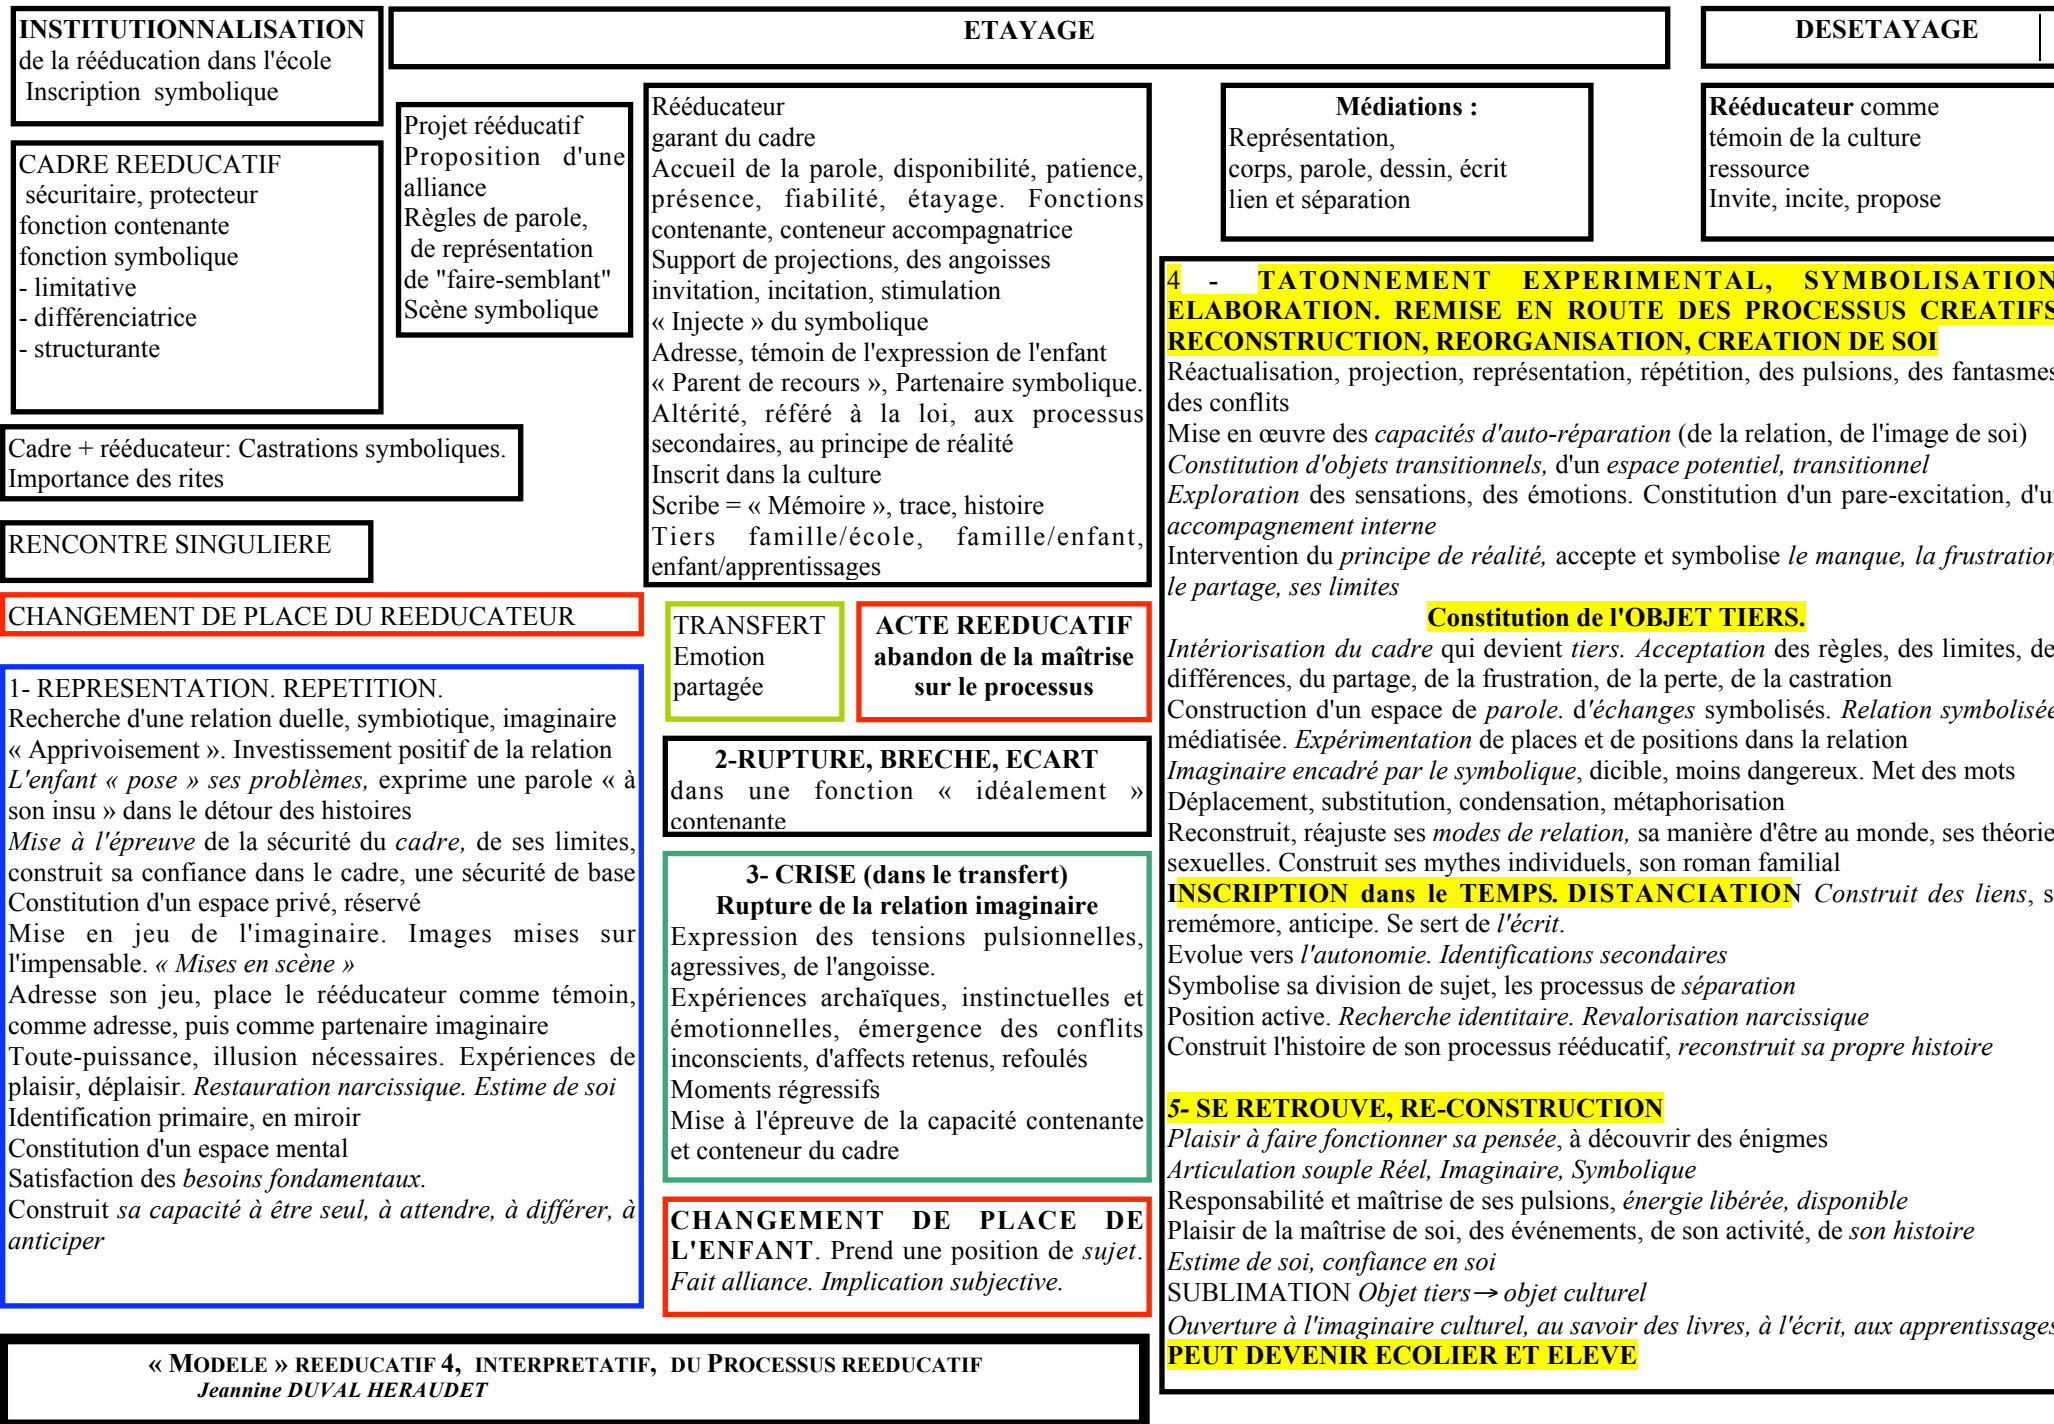 INSTITUTIONNALISATION
de la rééducation dans l'école
Inscription symbolique
ETAYAGE
DESETAYAGE
CADRE REEDUCATIF
sécuritaire, protecteur
fonction contenante
fonction symbolique
- limitative
- différenciatrice
- structurante
Projet rééducatif
Proposition d'une
alliance
Règles de parole,
de représentation
de "faire-semblant"
Scène symbolique
Rééducateur
garant du cadre
Accueil de la parole, disponibilité, patience,
présence, fiabilité, étayage. Fonctions
contenante, conteneur accompagnatrice
Support de projections, des angoisses
invitation, incitation, stimulation
« Injecte » du symbolique
Adresse, témoin de l'expression de l'enfant
« Parent de recours », Partenaire symbolique.
Altérité, référé à la loi, aux processus
secondaires, au principe de réalité
Inscrit dans la culture
Scribe = « Mémoire », trace, histoire
Tiers famille/école, famille/enfant,
enfant/apprentissages
Médiations :
Représentation,
corps, parole, dessin, écrit
lien et séparation
Rééducateur comme
témoin de la culture
ressource
Invite, incite, propose
Cadre + rééducateur: Castrations symboliques.
Importance des rites
RENCONTRE SINGULIERE
CHANGEMENT DE PLACE DU REEDUCATEUR
1- REPRESENTATION. REPETITION.
Recherche d'une relation duelle, symbiotique, imaginaire
« Apprivoisement ». Investissement positif de la relation
L'enfant « pose » ses problèmes, exprime une parole « à
son insu » dans le détour des histoires
Mise à l'épreuve de la sécurité du cadre, de ses limites,
construit sa confiance dans le cadre, une sécurité de base
Constitution d'un espace privé, réservé
Mise en jeu de l'imaginaire. Images mises sur
l'impensable. « Mises en scène »
Adresse son jeu, place le rééducateur comme témoin,
comme adresse, puis comme partenaire imaginaire
Toute-puissance, illusion nécessaires. Expériences de
plaisir, déplaisir. Restauration narcissique. Estime de soi
Identification primaire, en miroir
Constitution d'un espace mental
Satisfaction des besoins fondamentaux.
Construit sa capacité à être seul, à attendre, à différer, à
anticiper
TRANSFERT
Emotion
partagée
ACTE REEDUCATIF
abandon de la maîtrise
sur le processus
2-RUPTURE, BRECHE, ECART
dans une fonction « idéalement »
contenante
3- CRISE (dans le transfert)
Rupture de la relation imaginaire
Expression des tensions pulsionnelles,
agressives, de l'angoisse.
Expériences archaïques, instinctuelles et
émotionnelles, émergence des conflits
inconscients, d'affects retenus, refoulés
Moments régressifs
Mise à l'épreuve de la capacité contenante
et conteneur du cadre
CHANGEMENT DE PLACE DE
L'ENFANT. Prend une position de sujet.
Fait alliance. Implication subjective.
4 - TATONNEMENT EXPERIMENTAL, SYMBOLISATION
ELABORATION. REMISE EN ROUTE DES PROCESSUS CREATIFS
RECONSTRUCTION, REORGANISATION, CREATION DE SOI
Réactualisation, projection, représentation, répétition, des pulsions, des fantasmes
des conflits
Mise en œuvre des capacités d'auto-réparation (de la relation, de l'image de soi)
Constitution d'objets transitionnels, d'un espace potentiel, transitionnel
Exploration des sensations, des émotions. Constitution d'un pare-excitation, d'u
accompagnement interne
Intervention du principe de réalité, accepte et symbolise le manque, la frustration
le partage, ses limites
Constitution de l'OBJET TIERS.
Intériorisation du cadre qui devient tiers. Acceptation des règles, des limites, de
différences, du partage, de la frustration, de la perte, de la castration
Construction d'un espace de parole. d'échanges symbolisés. Relation symbolisée
médiatisée. Expérimentation de places et de positions dans la relation
Imaginaire encadré par le symbolique, dicible, moins dangereux. Met des mots
Déplacement, substitution, condensation, métaphorisation
Reconstruit, réajuste ses modes de relation, sa manière d'être au monde, ses théorie
sexuelles. Construit ses mythes individuels, son roman familial
INSCRIPTION dans le TEMPS. DISTANCIATION Construit des liens, s
remémore, anticipe. Se sert de l'écrit.
Evolue vers l'autonomie. Identifications secondaires
Symbolise sa division de sujet, les processus de séparation
Position active. Recherche identitaire. Revalorisation narcissique
Construit l'histoire de son processus rééducatif, reconstruit sa propre histoire
5- SE RETROUVE, RE-CONSTRUCTION
Plaisir à faire fonctionner sa pensée, à découvrir des énigmes
Articulation souple Réel, Imaginaire, Symbolique
Responsabilité et maîtrise de ses pulsions, énergie libérée, disponible
Plaisir de la maîtrise de soi, des événements, de son activité, de son histoire
Estime de soi, confiance en soi
SUBLIMATION Objet tiers→ objet culturel
Ouverture à l'imaginaire culturel, au savoir des livres, à l'écrit, aux apprentissages
PEUT DEVENIR ECOLIER ET ELEVE
« MODELE » REEDUCATIF 4, INTERPRETATIF, DU PROCESSUS REEDUCATIF
Jeannine DUVAL HERAUDET